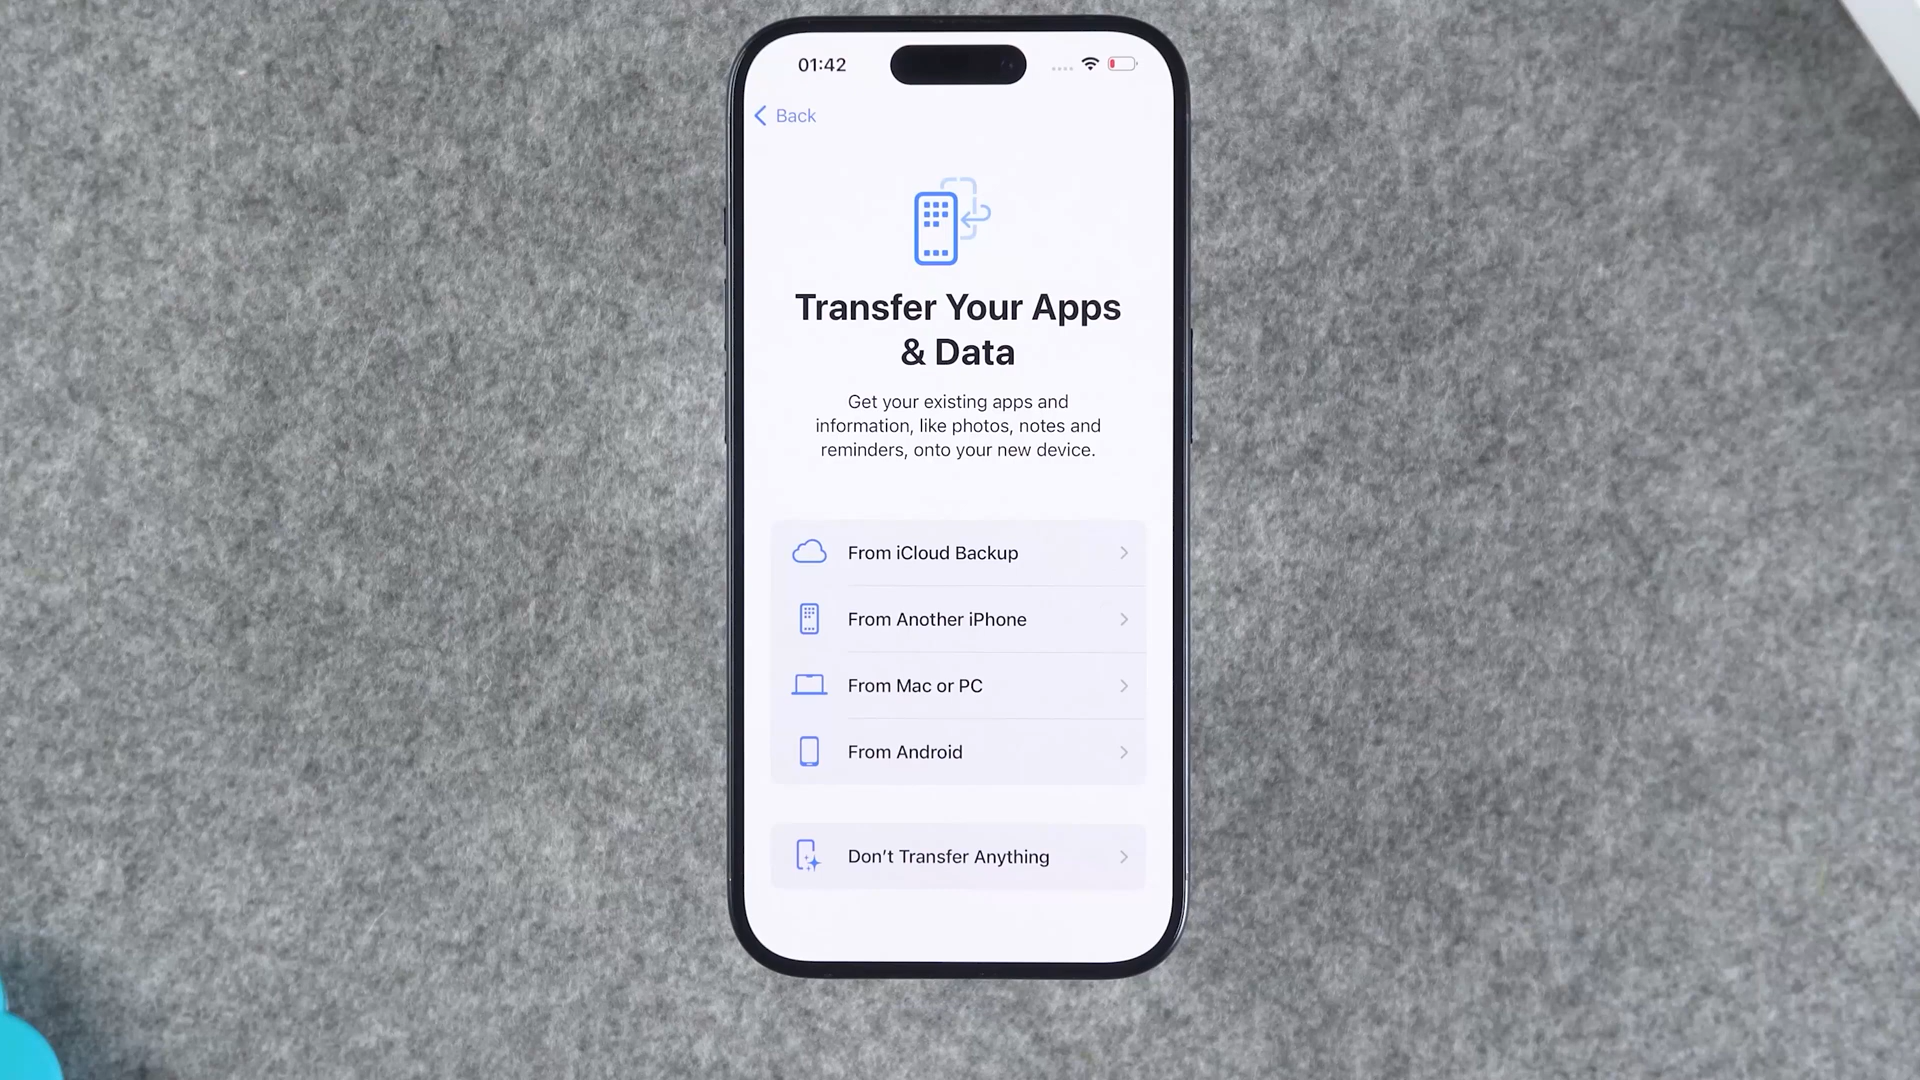 01:42
Back
Transfer Your Apps
& Data
Get your existing apps and
information, like photos, notes and
reminders, onto your new device.
From iCloud Backup
From Another iPhone
From Mac or PC
From Android
Don’t Transfer Anything